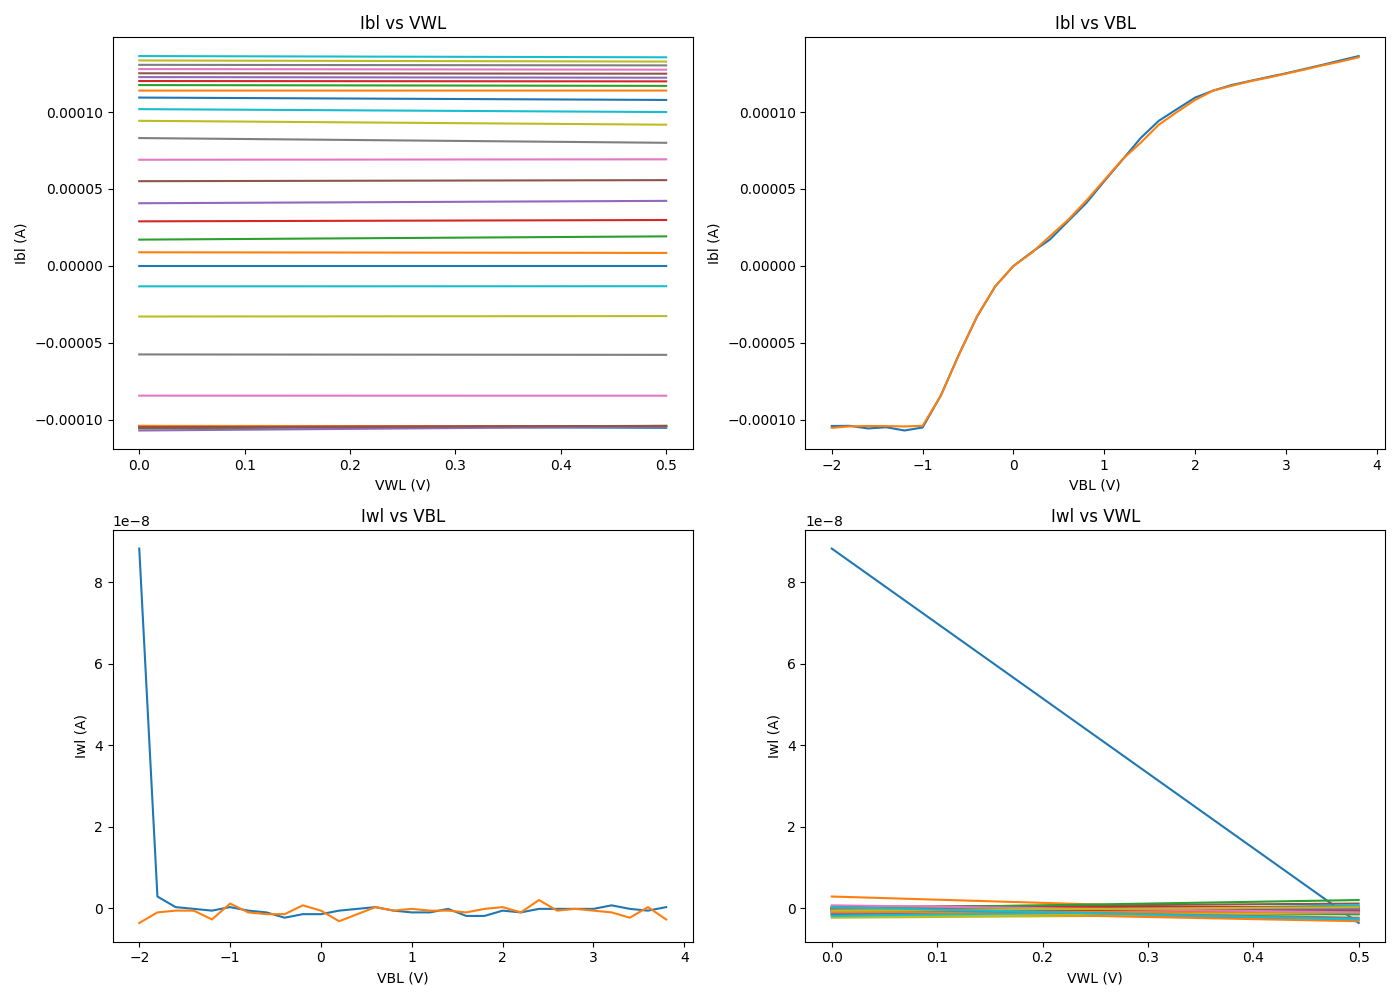 Ibl vs VWL
Ibl (A)
0.00010
0.00005
0.00000
−0.00005
−0.00010
0.0 0.1 0.2 0.3 0.4 0.5
VWL (V)
Ibl vs VBL
Ibl (A)
0.00010
0.00005
0.00000
−0.00005
−0.00010
−2 −1 0 1 2 3 4
VBL (V)
Iwl vs VBL
1e−8
Iwl (A)
8
6
4
2
0
−2 −1 0 1 2 3 4
VBL (V)
Iwl vs VWL
1e−8
Iwl (A)
8
6
4
2
0
0.0 0.1 0.2 0.3 0.4 0.5
VWL (V)